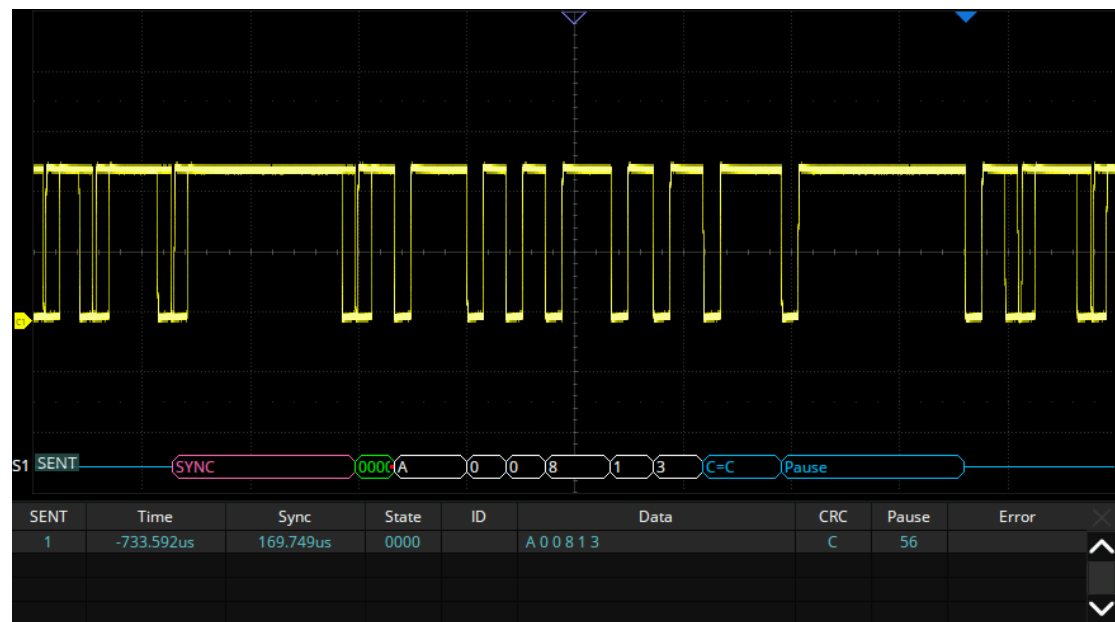 C1
S1 SENT SYNC 0000 A 0 0 8 1 3 C=C Pause
SENT Time Sync State ID Data CRC Pause Error
1 -733.592us 169.749us 0000 A 0 0 8 1 3 C 56